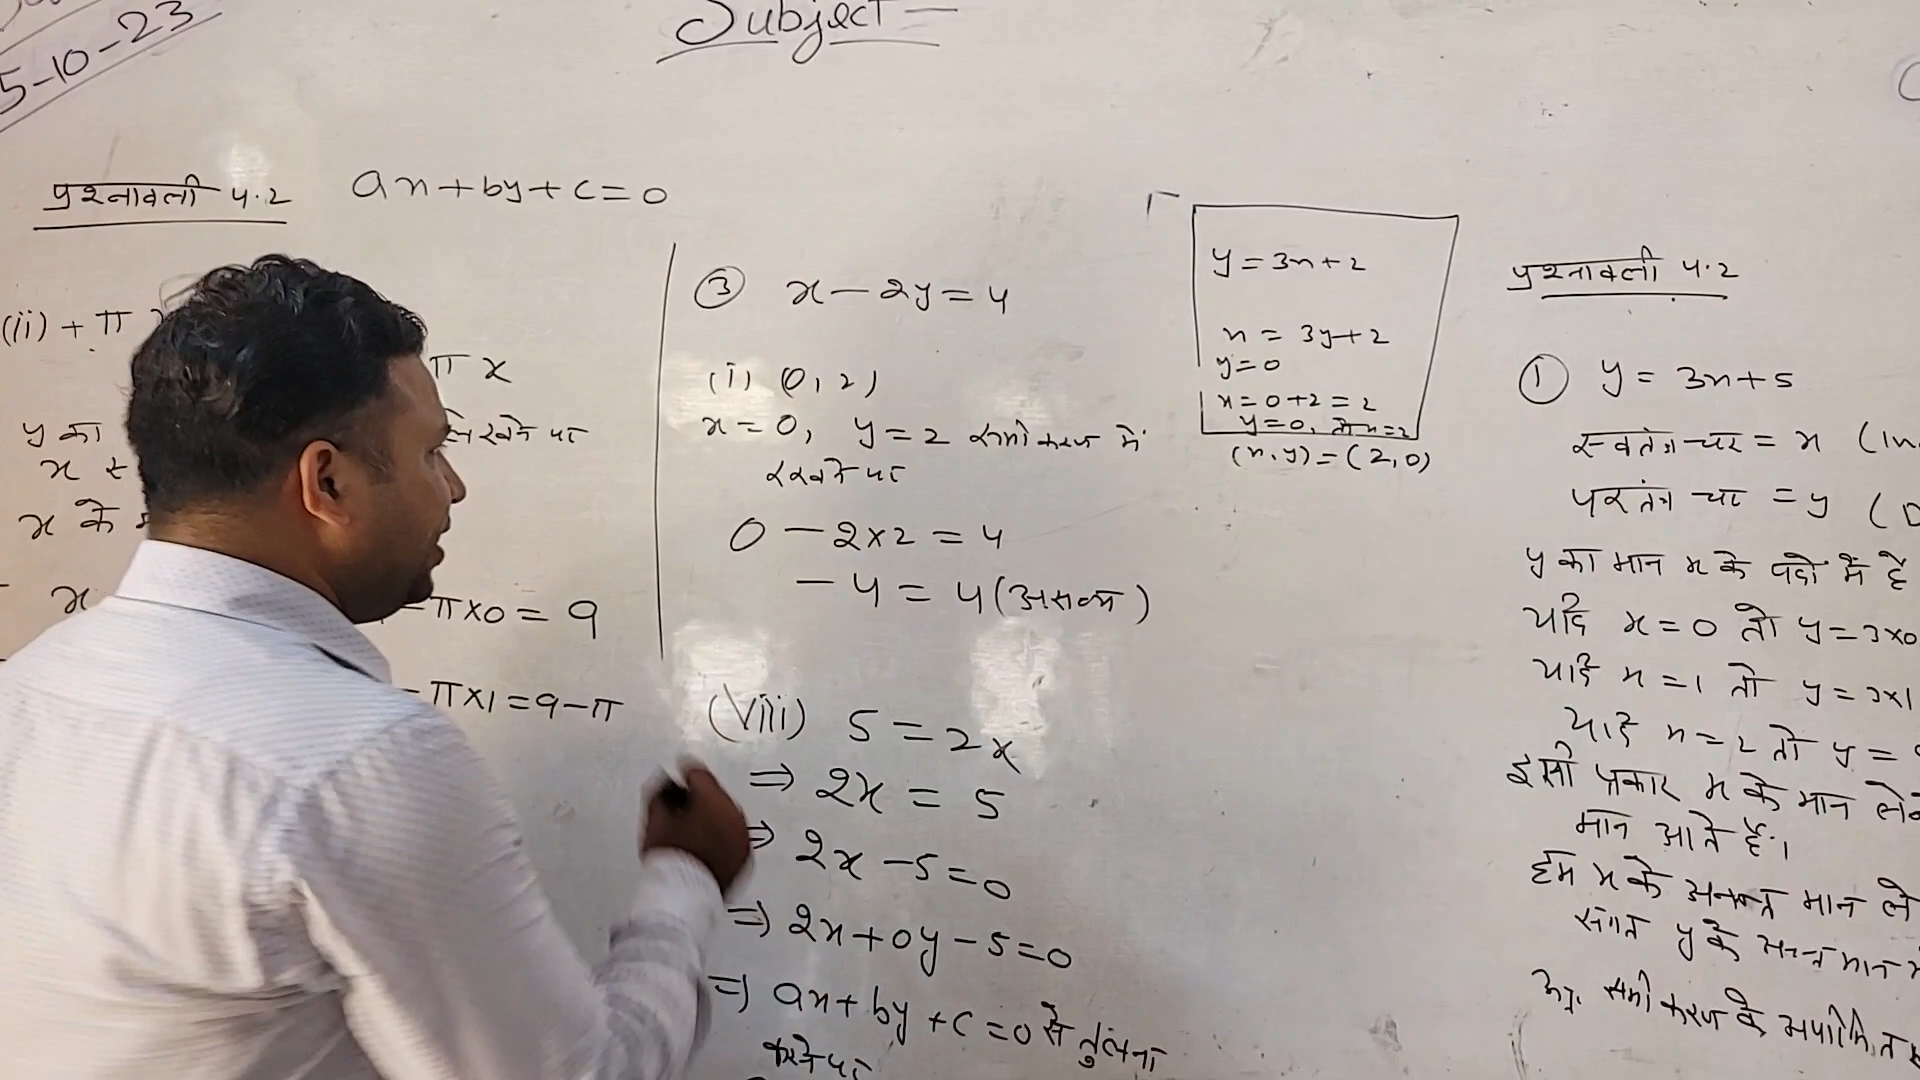 5-10-23
Subject —
प्रश्नावली 4.2
ax+by+c=0
(ii) + π
π x
y का
x
x के
π×0 = 9
π×1 = 9-π
③ x - 2y = 4
(i) (0, 2)
x = 0, y = 2 समीकरण में
रखने पर
0 - 2×2 = 4
-4 = 4 (असत्य)
(Viii) 5 = 2x
⇒ 2x = 5
⇒ 2x - 5 = 0
⇒ 2x + 0y - 5 = 0
⇒ ax + by + c = 0 से तुलना
करने पर
y = 3x+2
x = 3y+2
y = 0
x = 0+2 = 2
y = 0, तो x = 2
(x, y) = (2, 0)
प्रश्नावली 4.2
① y = 3x+5
स्वतंत्र चर = x (In
परतंत्र चर = y (D
y का मान x के पदों में है
यदि x = 0 तो y = 3×0
यदि x = 1 तो y = 3×1
यदि x = 2 तो y =
इसी प्रकार x के मान लेने
मान आते हैं।
हम x के अनन्त मान ले
संगत y के अनन्त मान
अतः समीकरण के अपरिमित